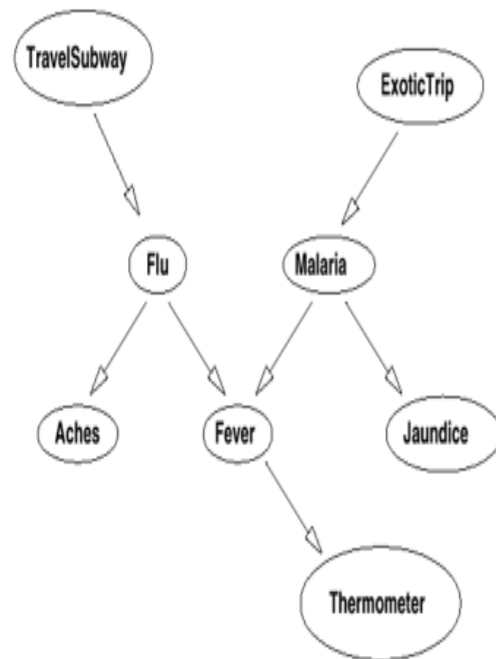 TravelSubway
ExoticTrip
Flu
Malaria
Aches
Fever
Jaundice
Thermometer